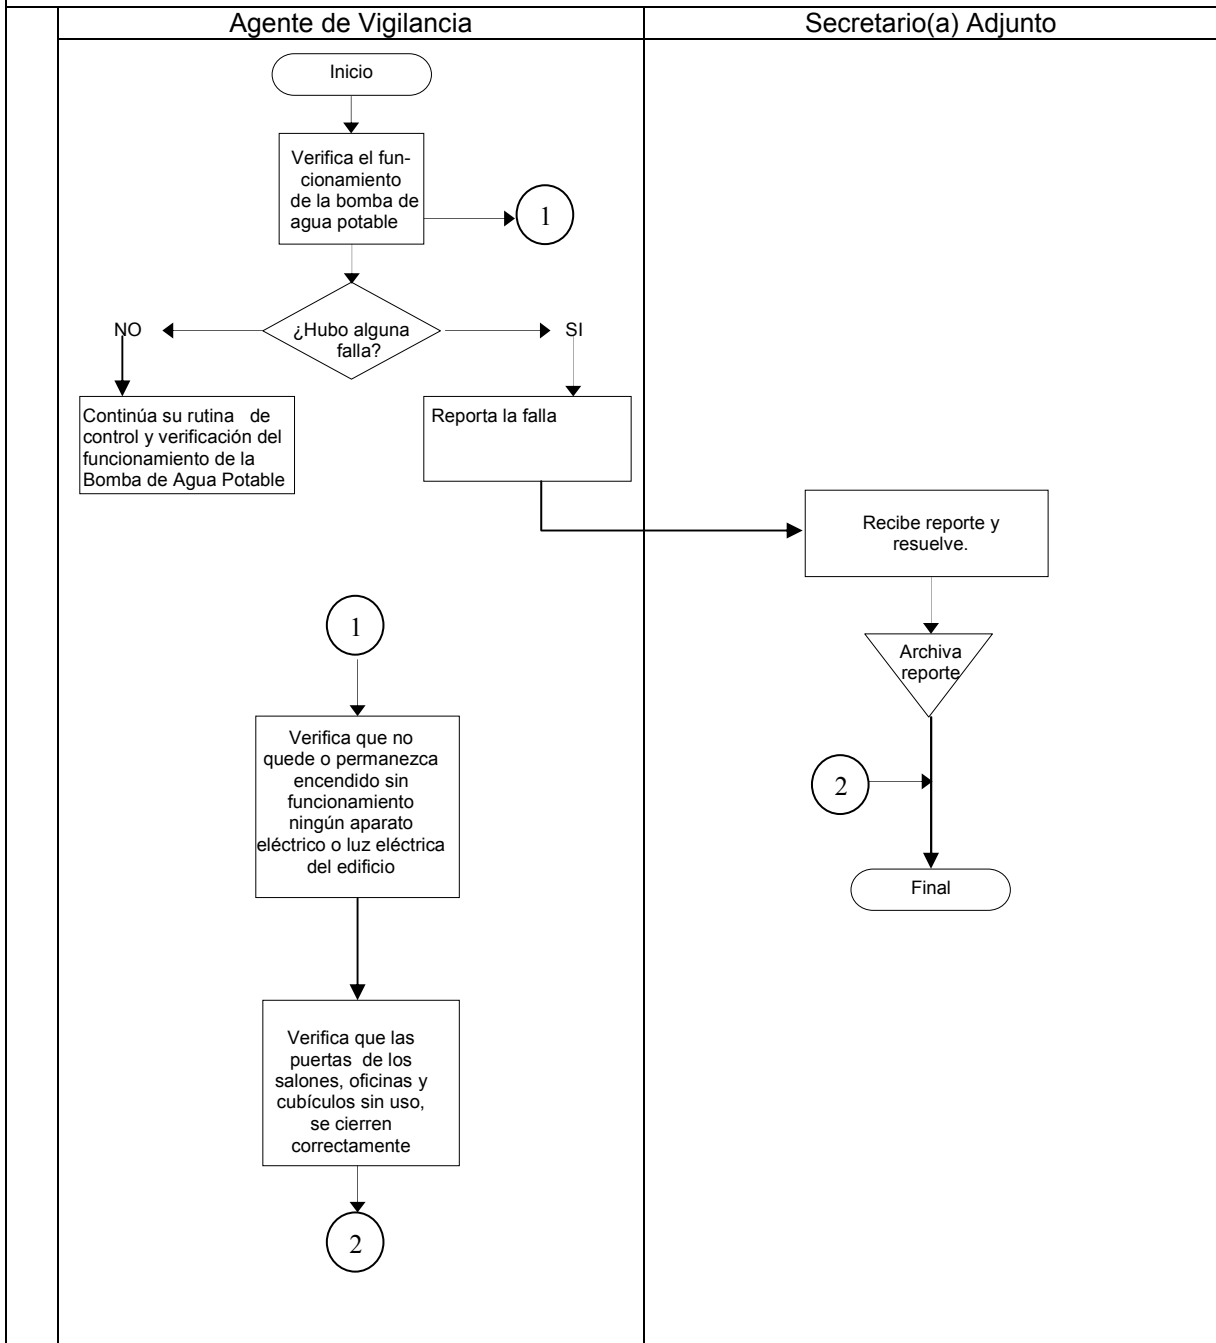 Agente de Vigilancia
Secretario(a) Adjunto
Inicio
Verifica el fun-
cionamiento
de la bomba de
agua potable
1
¿Hubo alguna
falla?
NO
SI
Continúa su rutina de
control y verificación del
funcionamiento de la
Bomba de Agua Potable
Reporta la falla
Recibe reporte y
resuelve.
Archiva
reporte
2
Final
1
Verifica que no
quede o permanezca
encendido sin
funcionamiento
ningún aparato
eléctrico o luz eléctrica
del edificio
Verifica que las
puertas de los
salones, oficinas y
cubículos sin uso,
se cierren
correctamente
2